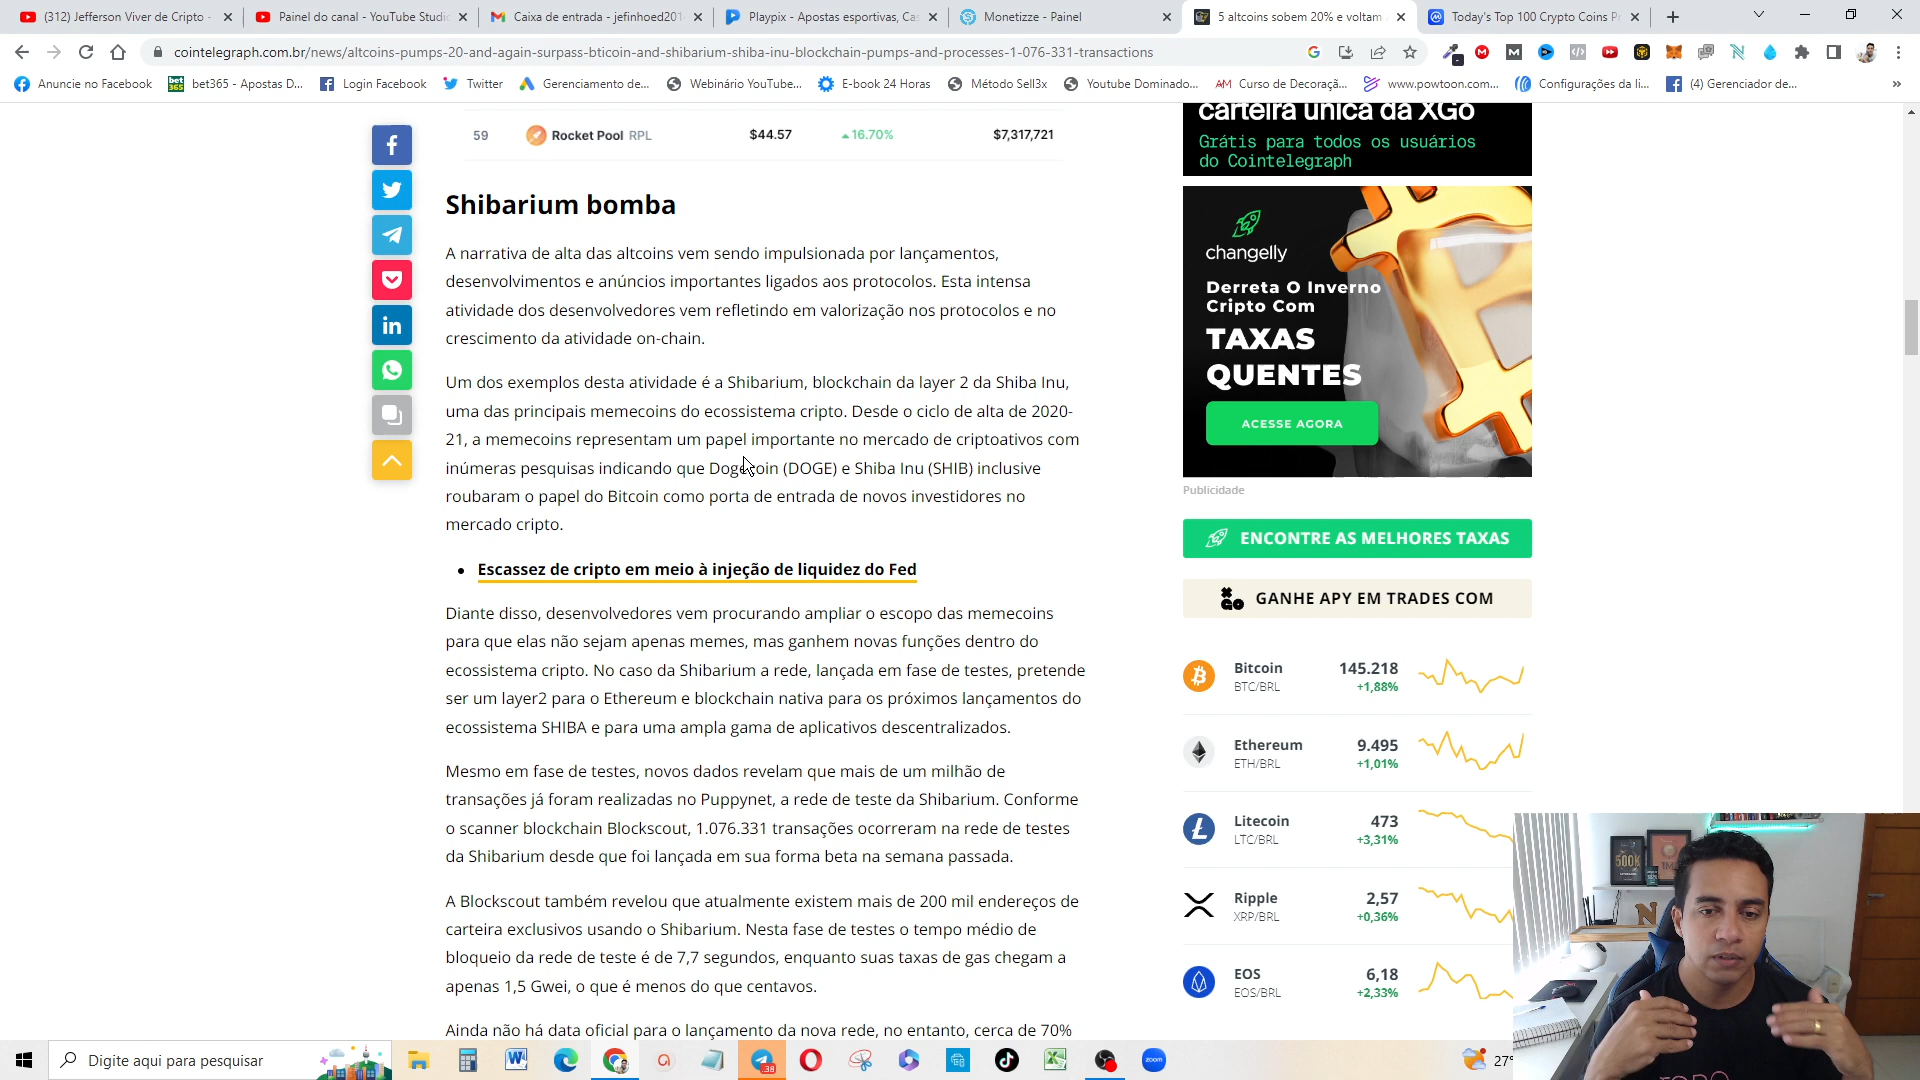 (312) Jefferson Viver de Cripto -
Painel do canal - YouTube Studio
Caixa de entrada - jefinhoed201
Playpix - Apostas esportivas, Cas
Monetizze - Painel
5 altcoins sobem 20% e voltam
Today's Top 100 Crypto Coins P
cointelegraph.com.br/news/altcoins-pumps-20-and-again-surpass-bticoin-and-shibarium-shiba-inu-blockchain-pumps-and-processes-1-076-331-transactions
Anuncie no Facebook
bet365 - Apostas D...
Login Facebook
Twitter
Gerenciamento de...
Webinário YouTube...
E-book 24 Horas
Método Sell3x
Youtube Dominado...
AM Curso de Decoraçã...
www.powtoon.com...
Configurações da li...
(4) Gerenciador de...
59 Rocket Pool RPL $44.57 16.70% $7,317,721
Shibarium bomba
A narrativa de alta das altcoins vem sendo impulsionada por lançamentos,
desenvolvimentos e anúncios importantes ligados aos protocolos. Esta intensa
atividade dos desenvolvedores vem refletindo em valorização nos protocolos e no
crescimento da atividade on-chain.
Um dos exemplos desta atividade é a Shibarium, blockchain da layer 2 da Shiba Inu,
uma das principais memecoins do ecossistema cripto. Desde o ciclo de alta de 2020-
21, a memecoins representam um papel importante no mercado de criptoativos com
inúmeras pesquisas indicando que Dogecoin (DOGE) e Shiba Inu (SHIB) inclusive
roubaram o papel do Bitcoin como porta de entrada de novos investidores no
mercado cripto.
Escassez de cripto em meio à injeção de liquidez do Fed
Diante disso, desenvolvedores vem procurando ampliar o escopo das memecoins
para que elas não sejam apenas memes, mas ganhem novas funções dentro do
ecossistema cripto. No caso da Shibarium a rede, lançada em fase de testes, pretende
ser um layer2 para o Ethereum e blockchain nativa para os próximos lançamentos do
ecossistema SHIBA e para uma ampla gama de aplicativos descentralizados.
Mesmo em fase de testes, novos dados revelam que mais de um milhão de
transações já foram realizadas no Puppynet, a rede de teste da Shibarium. Conforme
o scanner blockchain Blockscout, 1.076.331 transações ocorreram na rede de testes
da Shibarium desde que foi lançada em sua forma beta na semana passada.
A Blockscout também revelou que atualmente existem mais de 200 mil endereços de
carteira exclusivos usando o Shibarium. Nesta fase de testes o tempo médio de
bloqueio da rede de teste é de 7,7 segundos, enquanto suas taxas de gas chegam a
apenas 1,5 Gwei, o que é menos do que centavos.
Ainda não há data oficial para o lançamento da nova rede, no entanto, cerca de 70%
carteira única da XGo
Grátis para todos os usuários
do Cointelegraph
changelly
Derreta O Inverno
Cripto Com
TAXAS
QUENTES
ACESSE AGORA
Publicidade
ENCONTRE AS MELHORES TAXAS
GANHE APY EM TRADES COM
Bitcoin 145.218
BTC/BRL +1,88%
Ethereum 9.495
ETH/BRL +1,01%
Litecoin 473
LTC/BRL +3,31%
Ripple 2,57
XRP/BRL +0,36%
EOS 6,18
EOS/BRL +2,33%
500K
Digite aqui para pesquisar
38
zoom
27°